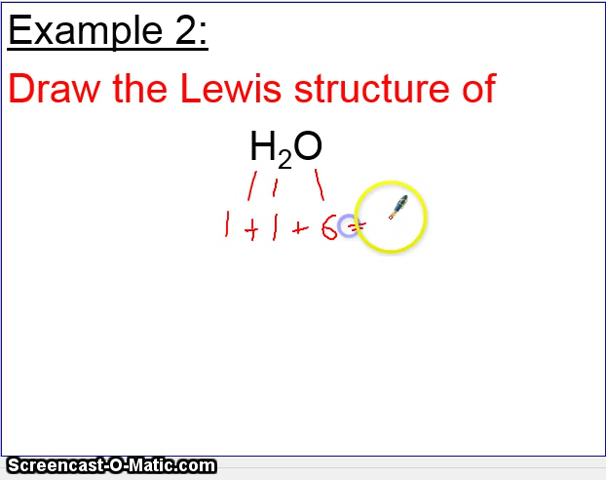 Example 2:
Draw the Lewis structure of
H₂O
1 + 1 + 6 =
Screencast-O-Matic.com